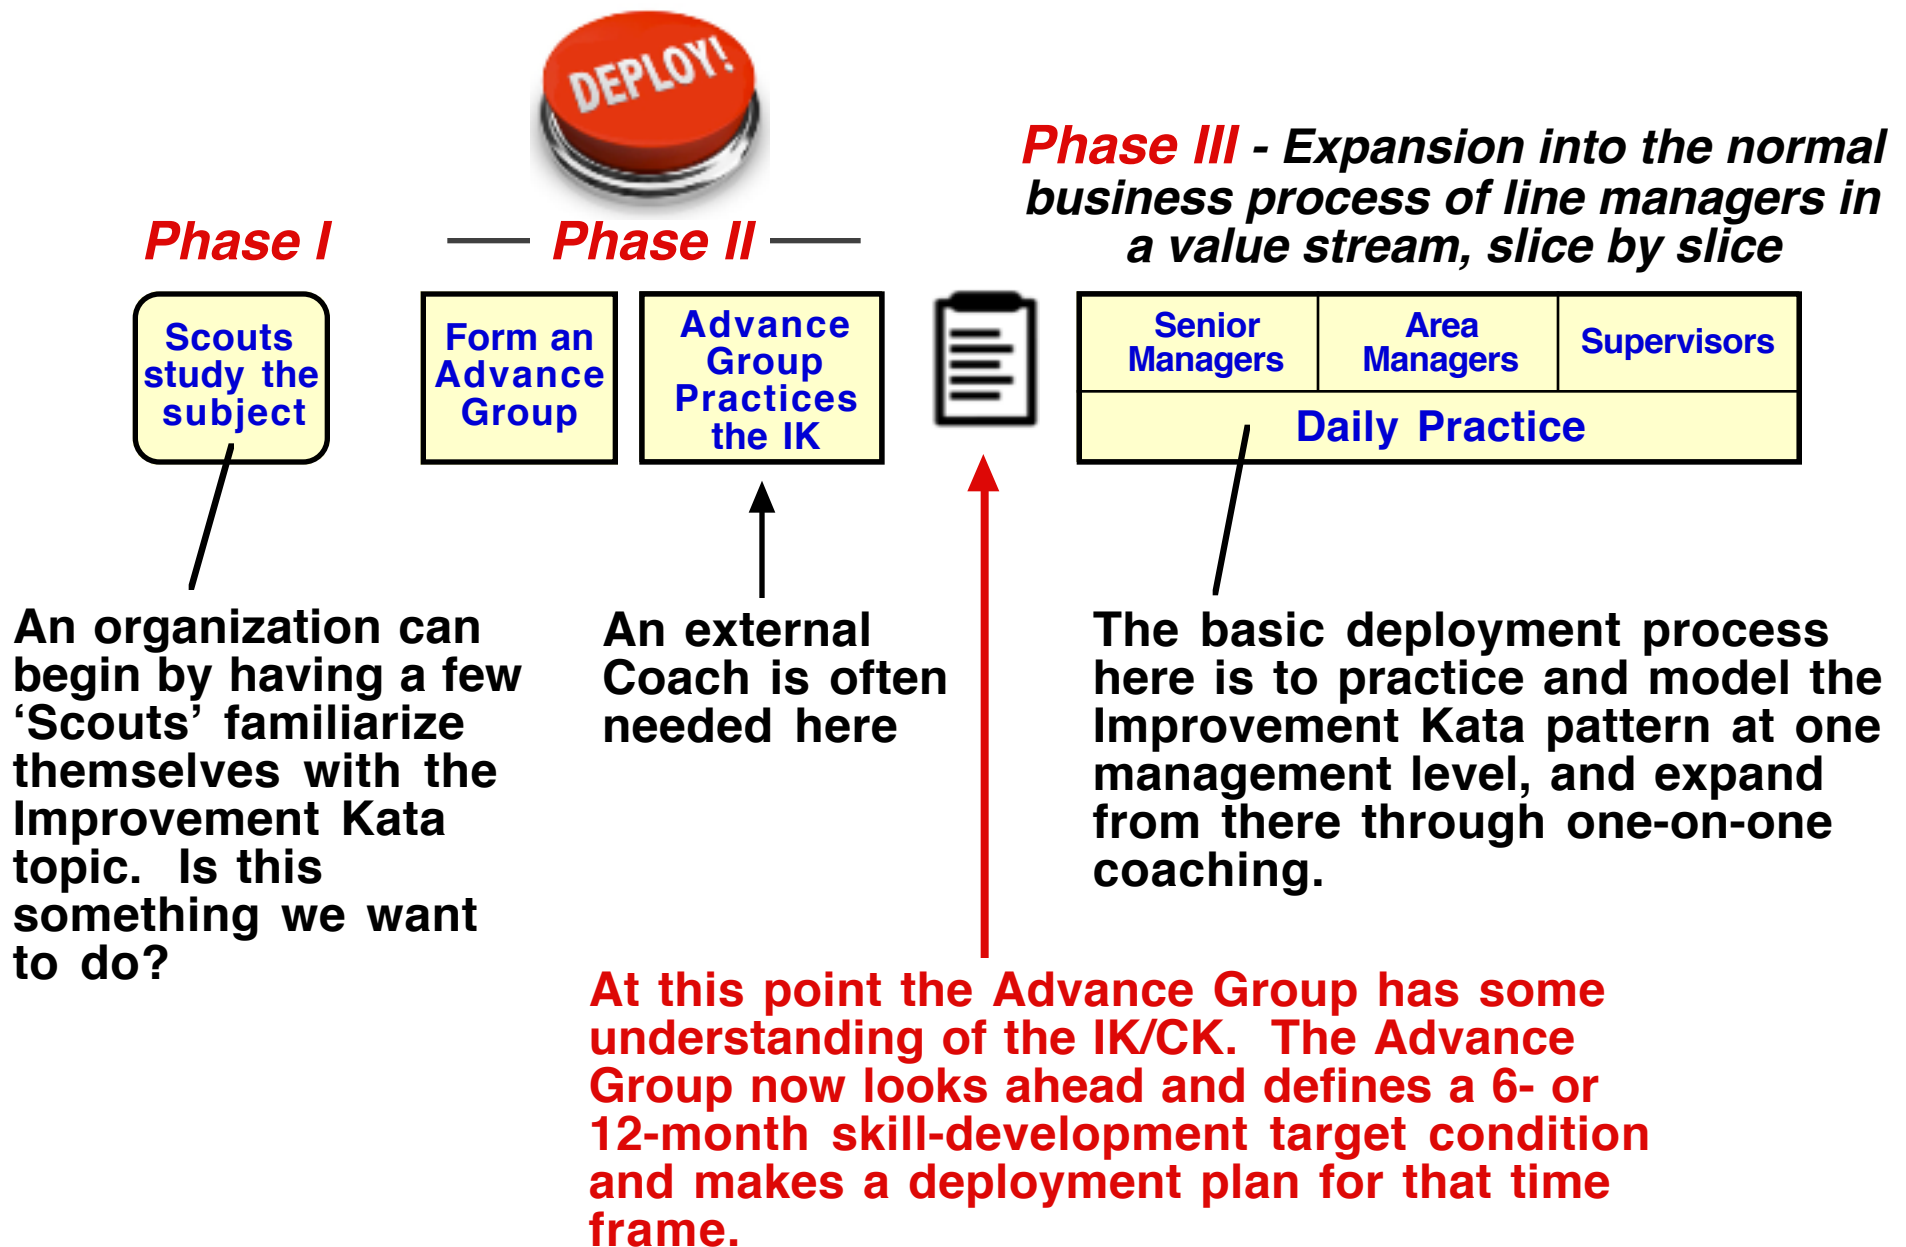 DEPLOY!
Phase I
Phase II
Phase III - Expansion into the normal
business process of line managers in
a value stream, slice by slice
Scouts
study the
subject
Form an
Advance
Group
Advance
Group
Practices
the IK
Senior
Managers
Area
Managers
Supervisors
Daily Practice
An organization can
begin by having a few
‘Scouts’ familiarize
themselves with the
Improvement Kata
topic. Is this
something we want
to do?
An external
Coach is often
needed here
The basic deployment process
here is to practice and model the
Improvement Kata pattern at one
management level, and expand
from there through one-on-one
coaching.
At this point the Advance Group has some
understanding of the IK/CK. The Advance
Group now looks ahead and defines a 6- or
12-month skill-development target condition
and makes a deployment plan for that time
frame.